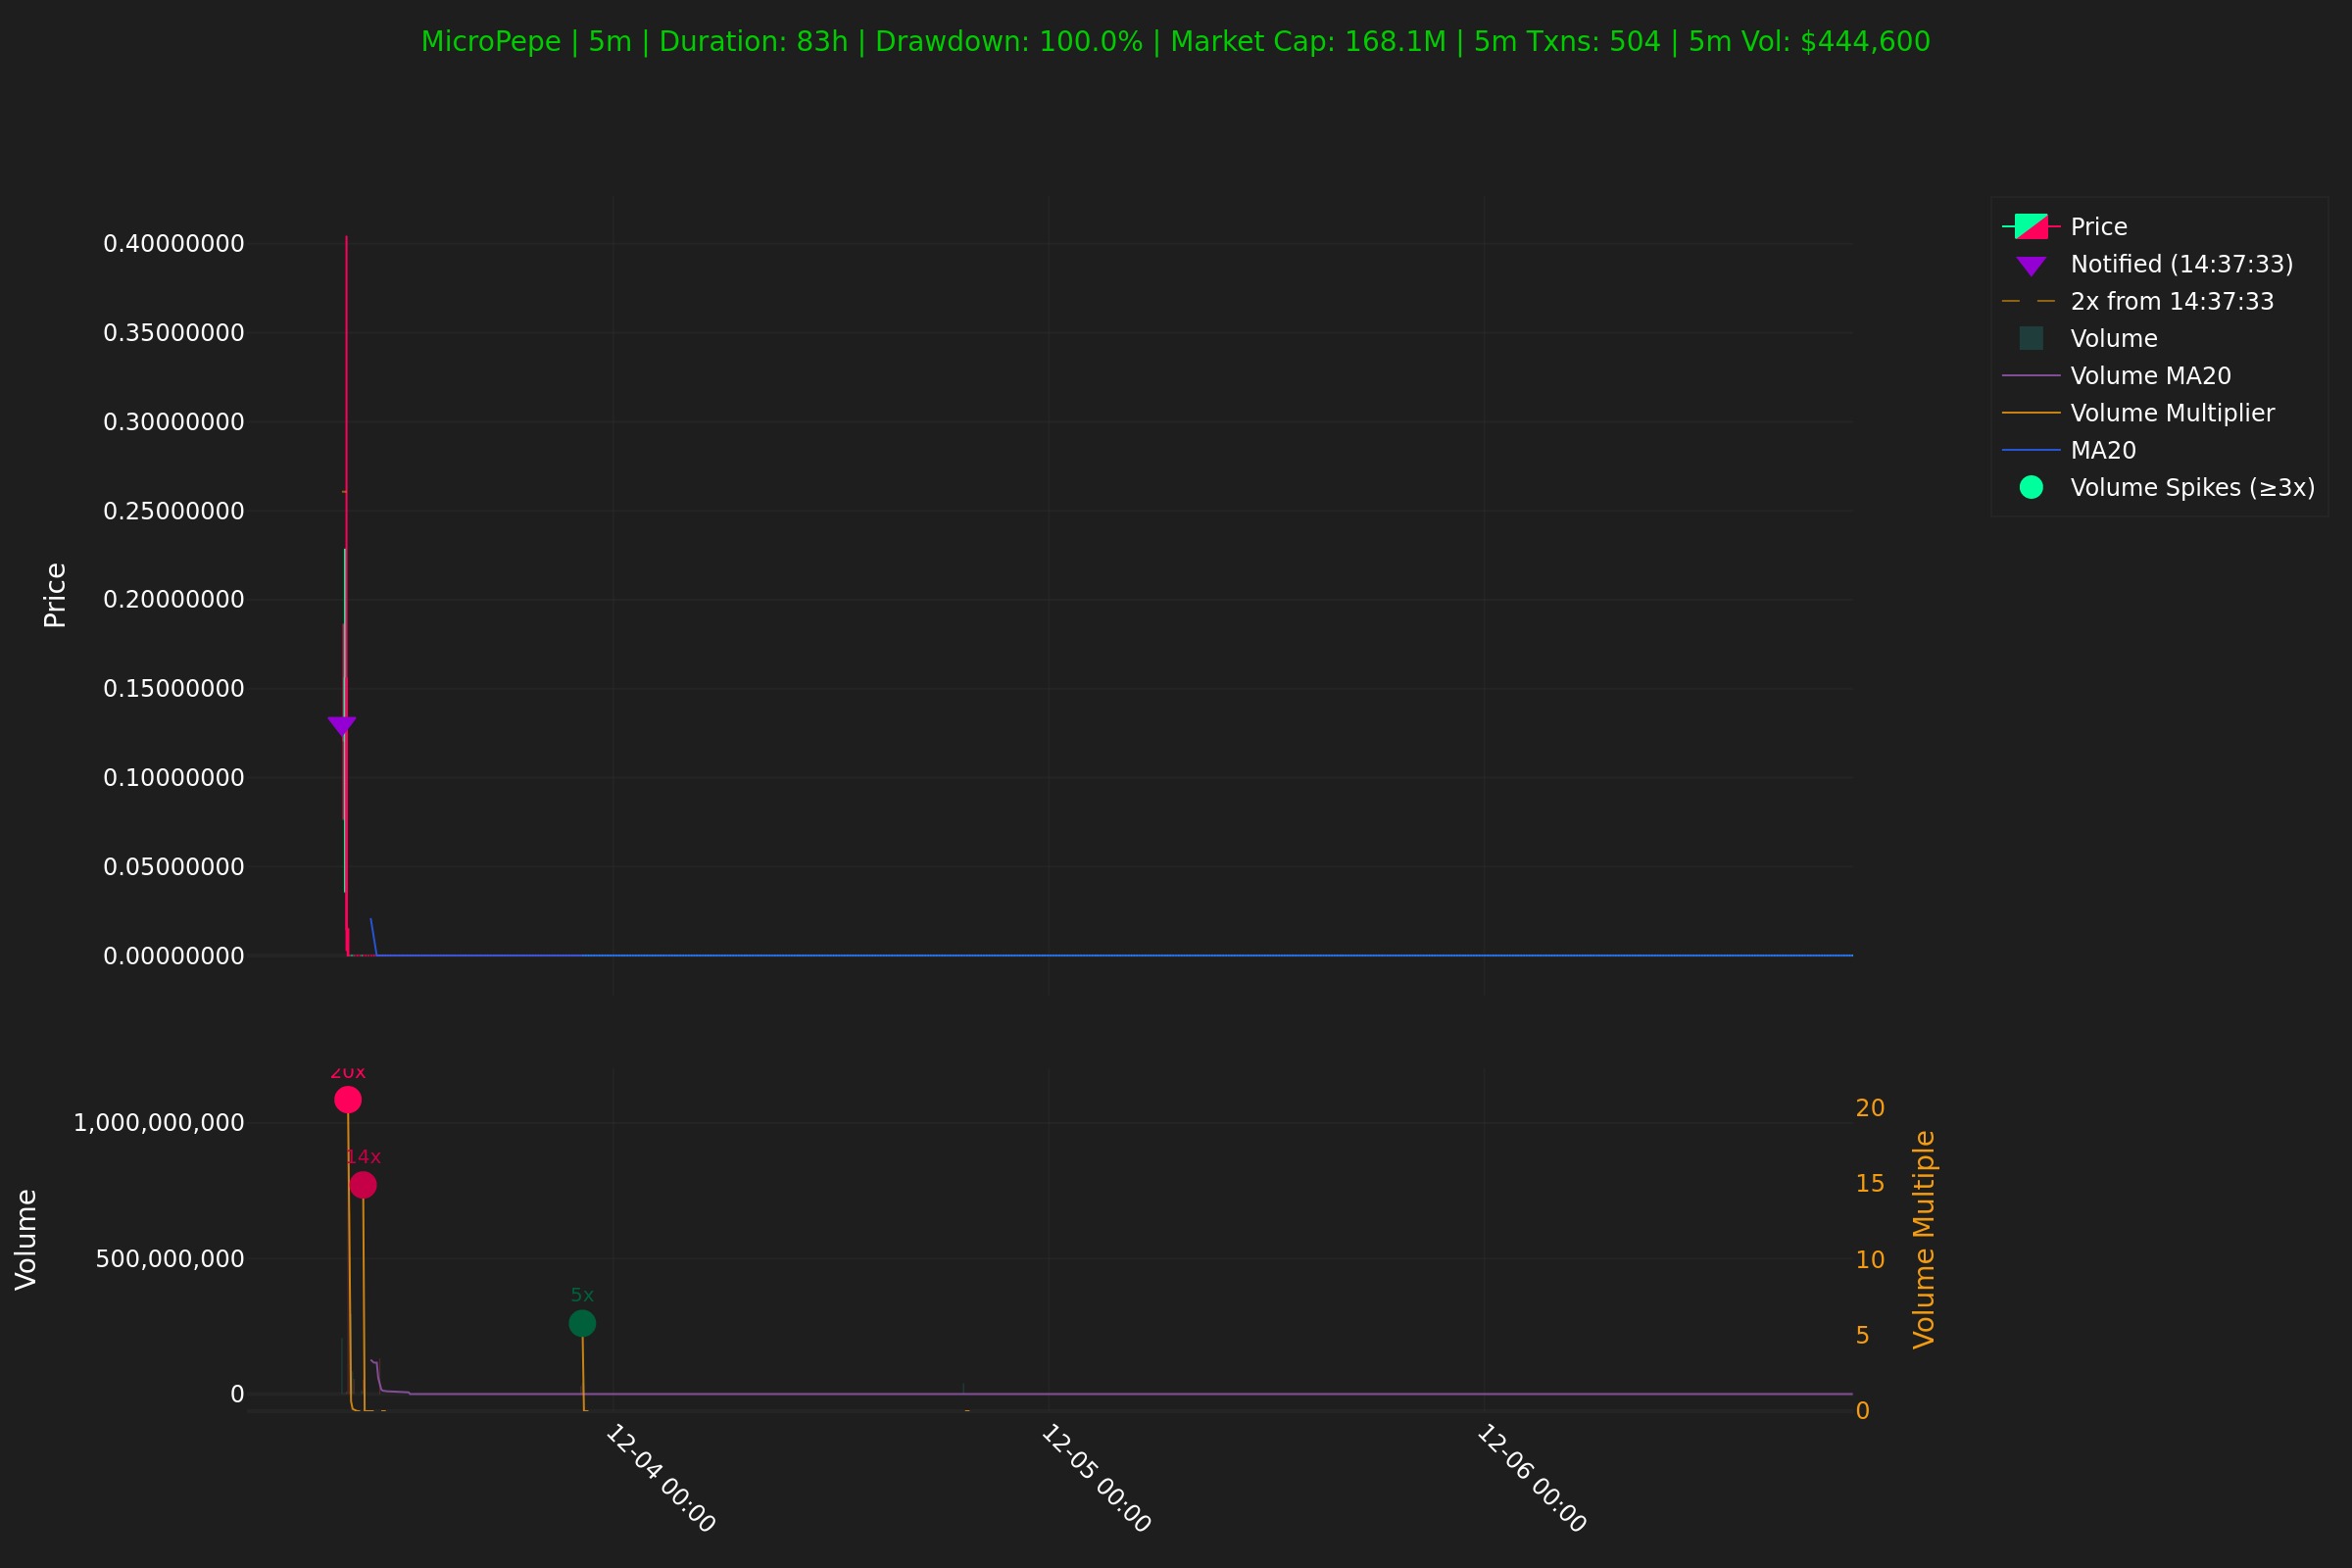 MicroPepe | 5m | Duration: 83h | Drawdown: 100.0% | Market Cap: 168.1M | 5m Txns: 504 | 5m Vol: $444,600
Price
0.40000000
0.35000000
0.30000000
0.25000000
0.20000000
0.15000000
0.10000000
0.05000000
0.00000000
Price
Notified (14:37:33)
2x from 14:37:33
Volume
Volume MA20
Volume Multiplier
MA20
Volume Spikes (≥3x)
Volume
1,000,000,000
500,000,000
0
20x
14x
5x
20
15
10
5
0
Volume Multiple
12-04 00:00
12-05 00:00
12-06 00:00